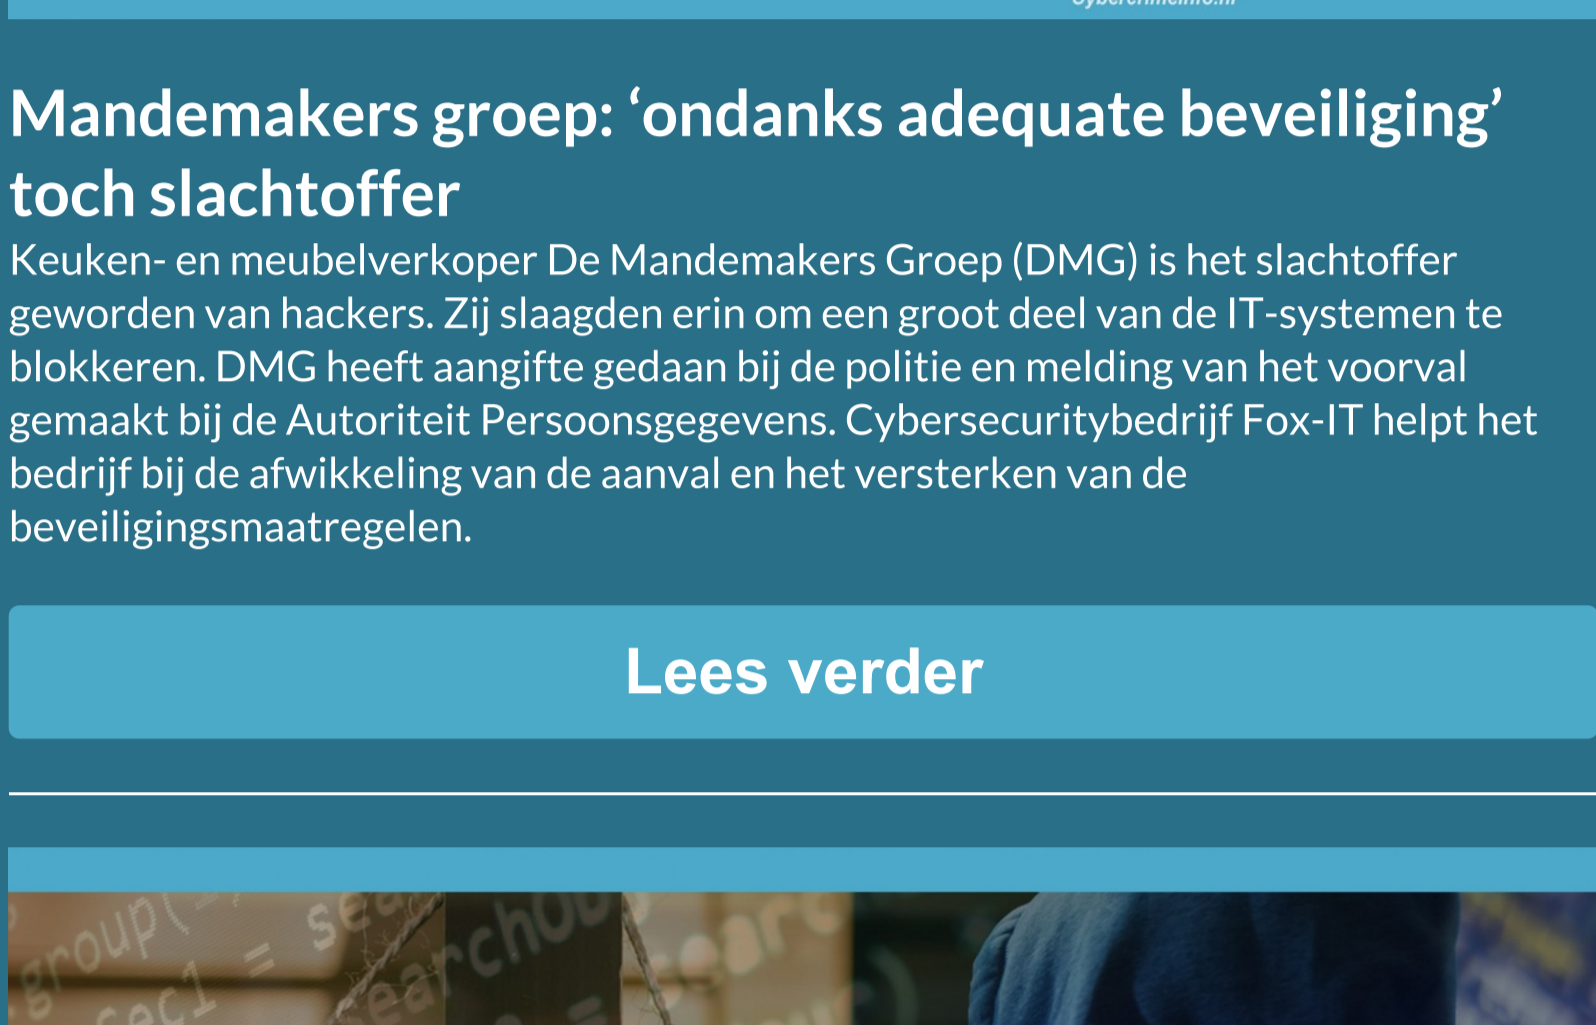 Cybercrimeinfo.nl
Mandemakers groep: ‘ondanks adequate beveiliging’
toch slachtoffer
Keuken- en meubelverkoper De Mandemakers Groep (DMG) is het slachtoffer
geworden van hackers. Zij slaagden erin om een groot deel van de IT-systemen te
blokkeren. DMG heeft aangifte gedaan bij de politie en melding van het voorval
gemaakt bij de Autoriteit Persoonsgegevens. Cybersecuritybedrijf Fox-IT helpt het
bedrijf bij de afwikkeling van de aanval en het versterken van de
beveiligingsmaatregelen.
Lees verder
group(
sec1 =